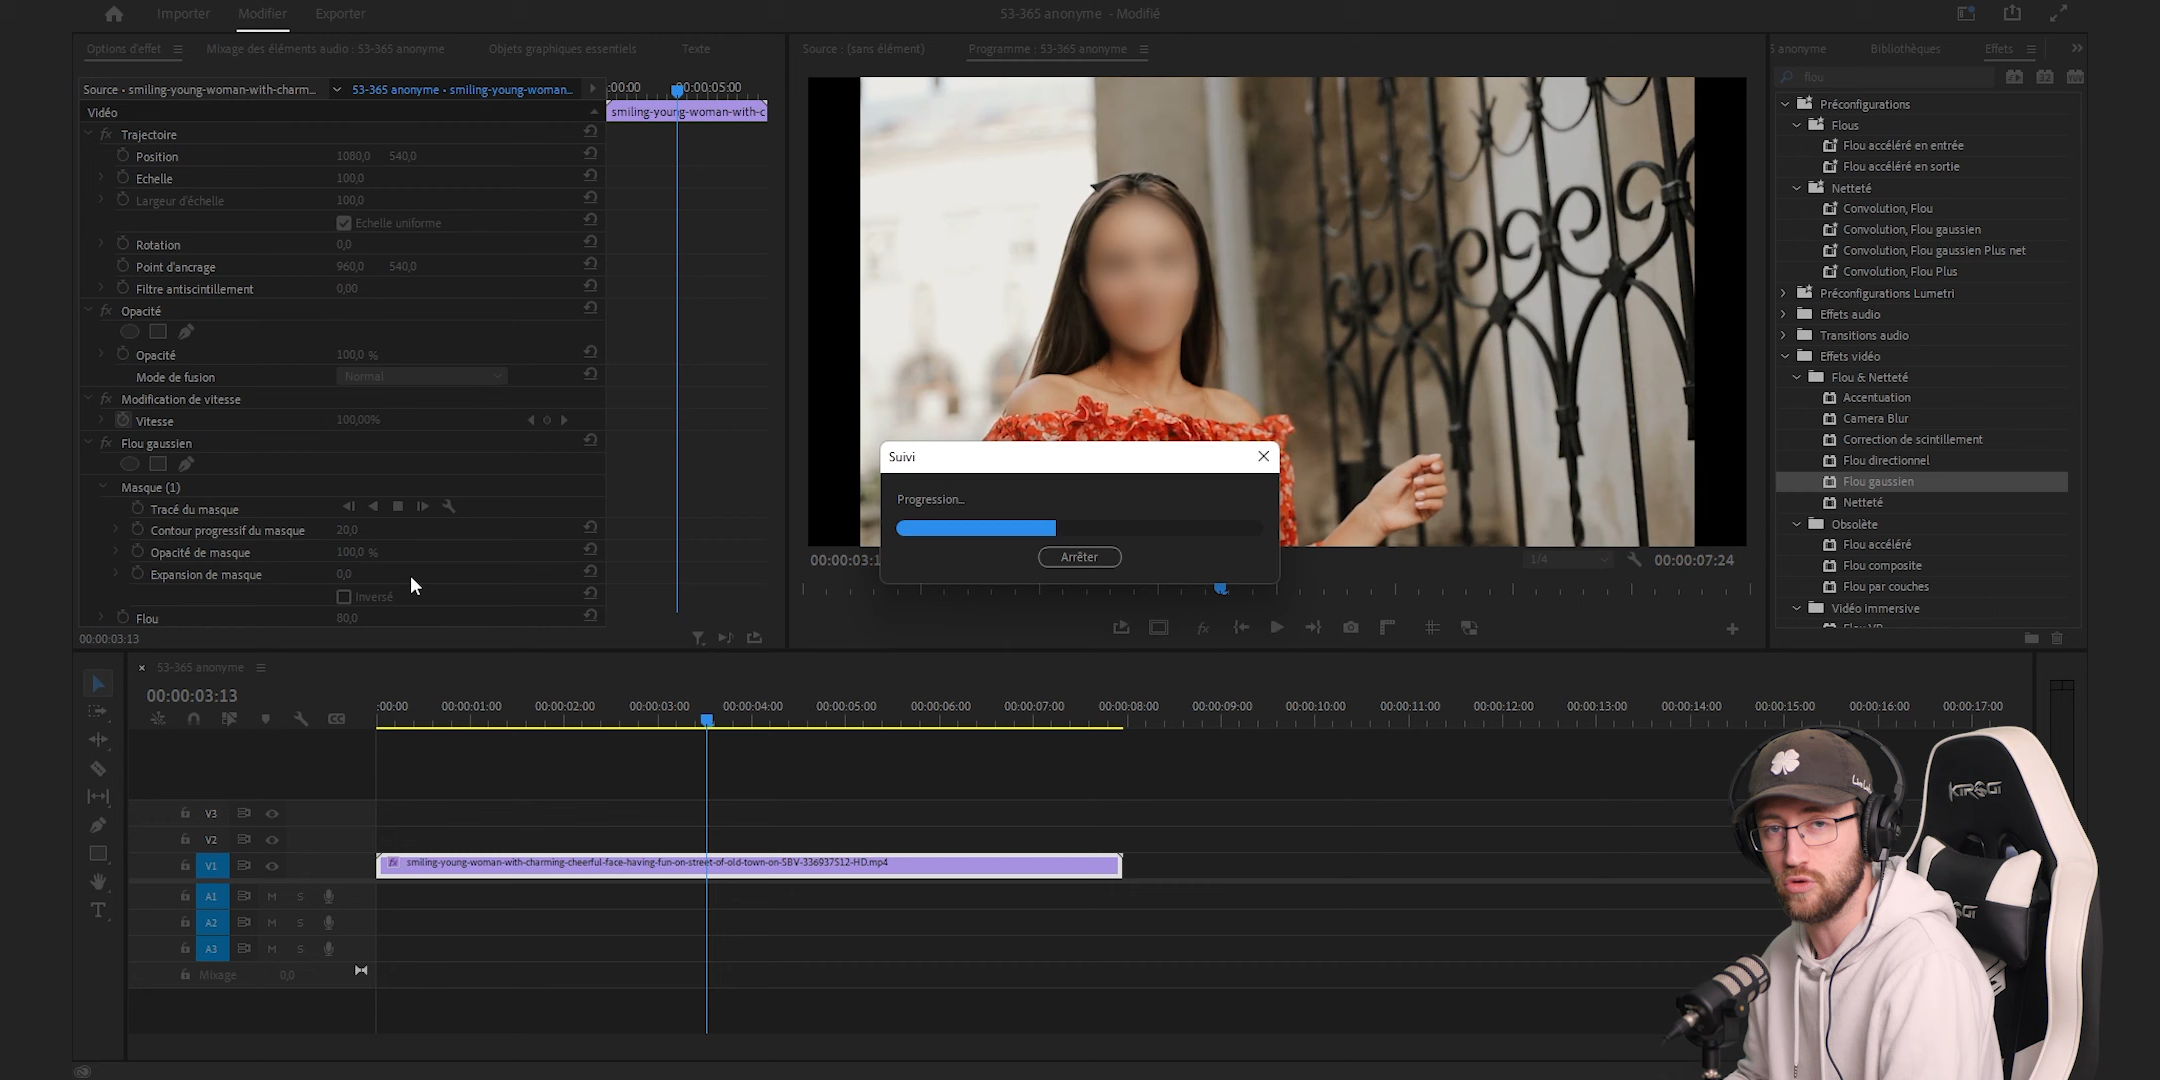 Importer Modifier Exporter
53-365 anonyme - Modifié
Options d'effet Mixage des éléments audio : 53-365 anonyme Objets graphiques essentiels Texte
Source : (sans élément) Programme : 53-365 anonyme
anonyme Bibliothèques Effets
flou
Source • smiling-young-woman-with-charm... 53-365 anonyme • smiling-young-woman...
:00:00 00:00:05:00
Vidéo
smiling-young-woman-with-c
Trajectoire
Position 1080,0 540,0
Echelle 100,0
Largeur d'échelle 100,0
Echelle uniforme
Rotation 0,0
Point d'ancrage 960,0 540,0
Filtre antiscintillement 0,00
Opacité
Opacité 100,0 %
Mode de fusion Normal
Modification de vitesse
Vitesse 100,00%
Flou gaussien
Masque (1)
Tracé du masque
Contour progressif du masque 20,0
Opacité de masque 100,0 %
Expansion de masque 0,0
Inversé
Flou 80,0
00:00:03:13
Suivi
Progression...
Arrêter
00:00:03:1
1/4
00:00:07:24
Préconfigurations
Flous
Flou accéléré en entrée
Flou accéléré en sortie
Netteté
Convolution, Flou
Convolution, Flou gaussien
Convolution, Flou gaussien Plus net
Convolution, Flou Plus
Préconfigurations Lumetri
Effets audio
Transitions audio
Effets vidéo
Flou & Netteté
Accentuation
Camera Blur
Correction de scintillement
Flou directionnel
Flou gaussien
Netteté
Obsolète
Flou accéléré
Flou composite
Flou par couches
Vidéo immersive
Flou VR
53-365 anonyme
00:00:03:13
:00:00 00:00:01:00 00:00:02:00 00:00:03:00 00:00:04:00 00:00:05:00 00:00:06:00 00:00:07:00 00:00:08:00 00:00:09:00 00:00:10:00 00:00:11:00 00:00:12:00 00:00:13:00 00:00:14:00 00:00:15:00 00:00:16:00 00:00:17:00
V3
V2
V1
fx smiling-young-woman-with-charming-cheerful-face-having-fun-on-street-of-old-town-on-SBV-336937512-HD.mp4
A1 M S
A2 M S
A3 M S
Mixage 0,0